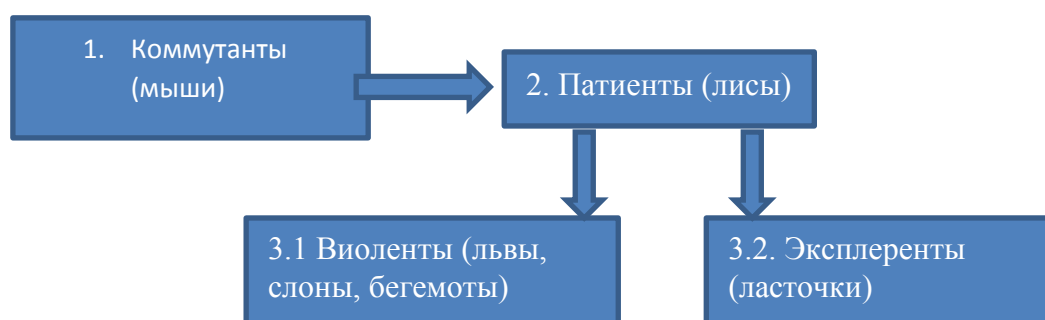 1. Коммутанты
(мыши)
2. Патиенты (лисы)
3.1 Виоленты (львы,
слоны, бегемоты)
3.2. Эксплеренты
(ласточки)